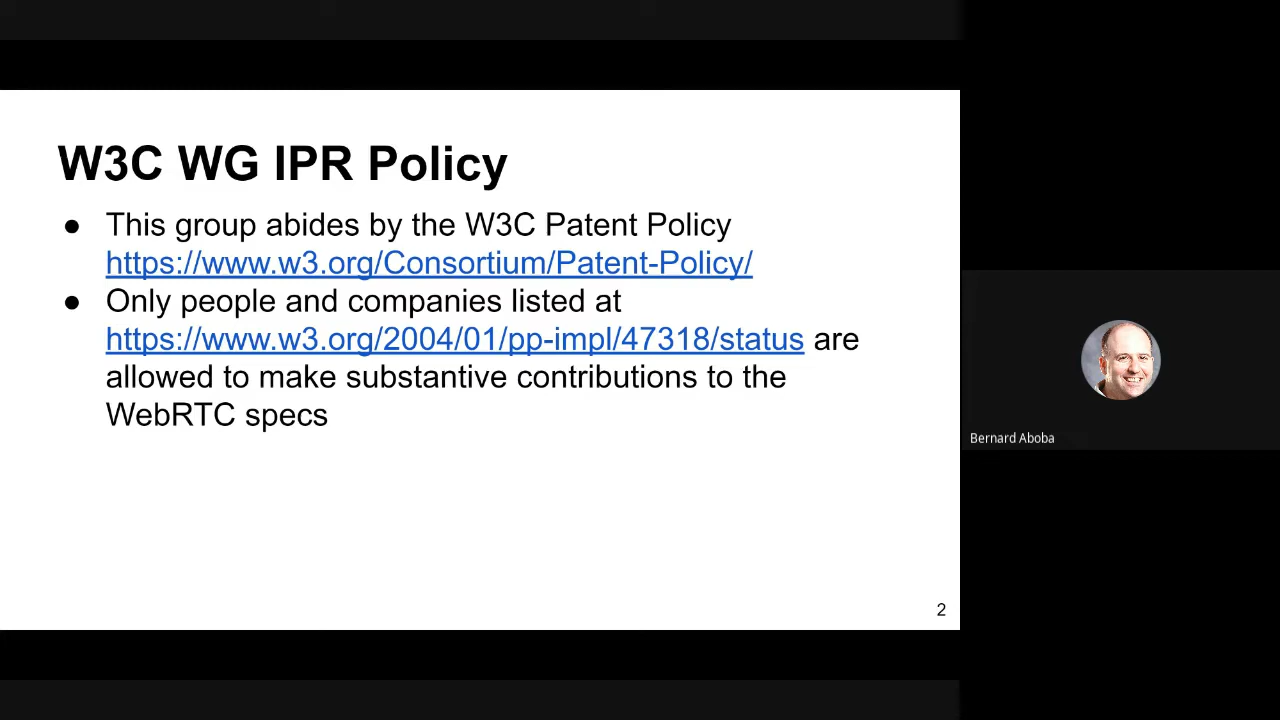 W3C WG IPR Policy
● This group abides by the W3C Patent Policy
https://www.w3.org/Consortium/Patent-Policy/
● Only people and companies listed at
https://www.w3.org/2004/01/pp-impl/47318/status are
allowed to make substantive contributions to the
WebRTC specs
2
Bernard Aboba